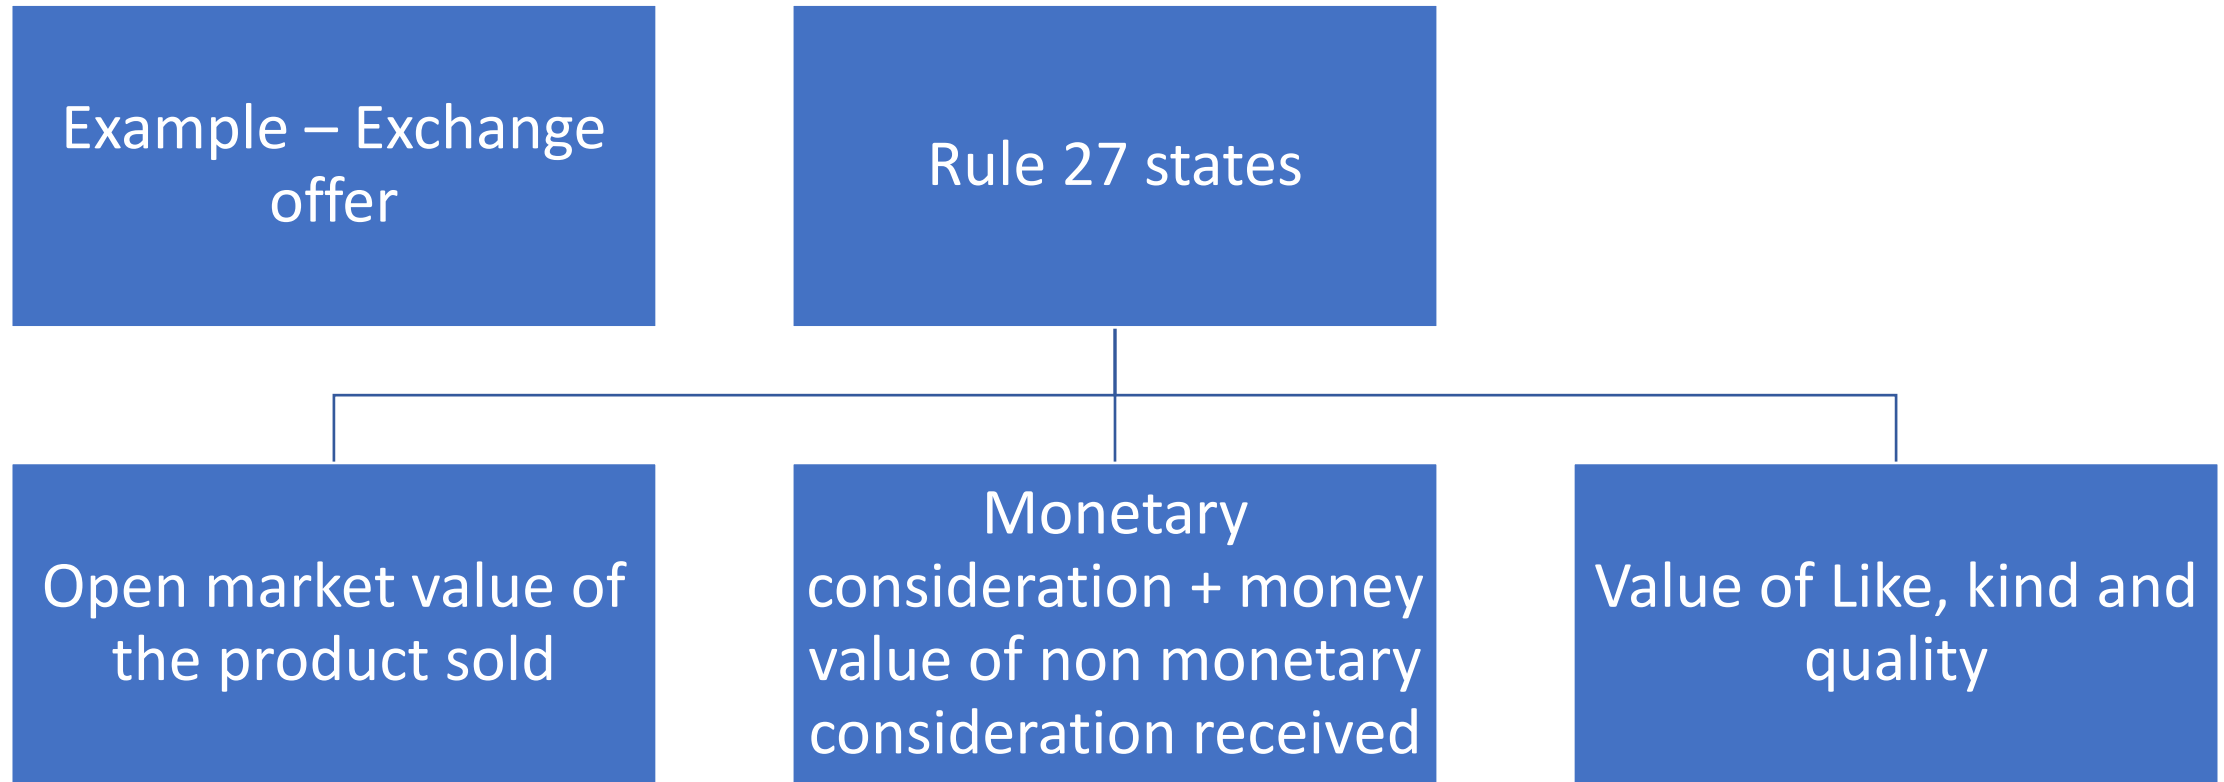 Example – Exchange
offer
Rule 27 states
Open market value of
the product sold
Monetary
consideration + money
value of non monetary
consideration received
Value of Like, kind and
quality